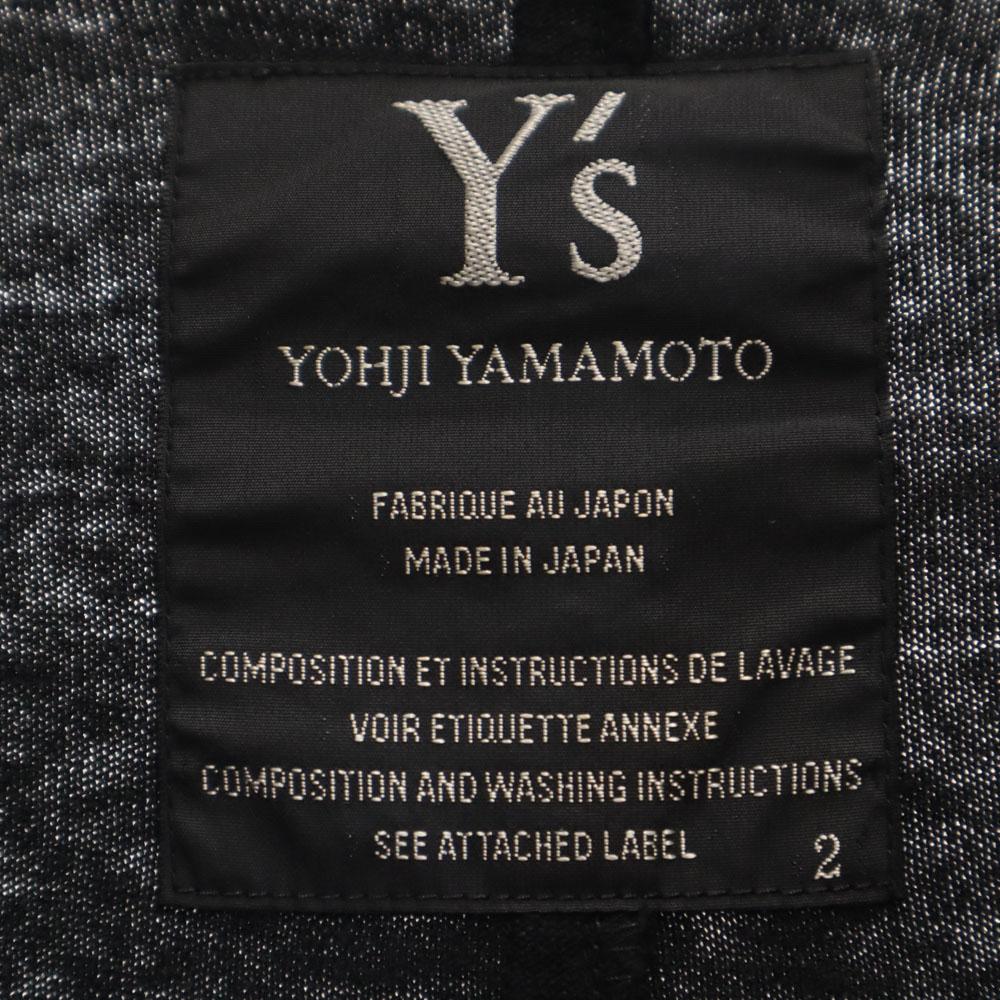 Y's
YOHJI YAMAMOTO
FABRIQUE AU JAPON
MADE IN JAPAN
COMPOSITION ET INSTRUCTIONS DE LAVAGE
VOIR ETIQUETTE ANNEXE
COMPOSITION AND WASHING INSTRUCTIONS
SEE ATTACHED LABEL
2